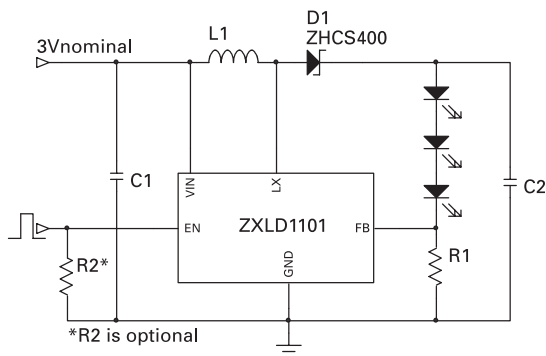 D1
L1
ZHCS400
3Vnominal
C1
VIN
LX
C2
EN
ZXLD1101
FB
R2*
GND
R1
*R2 is optional